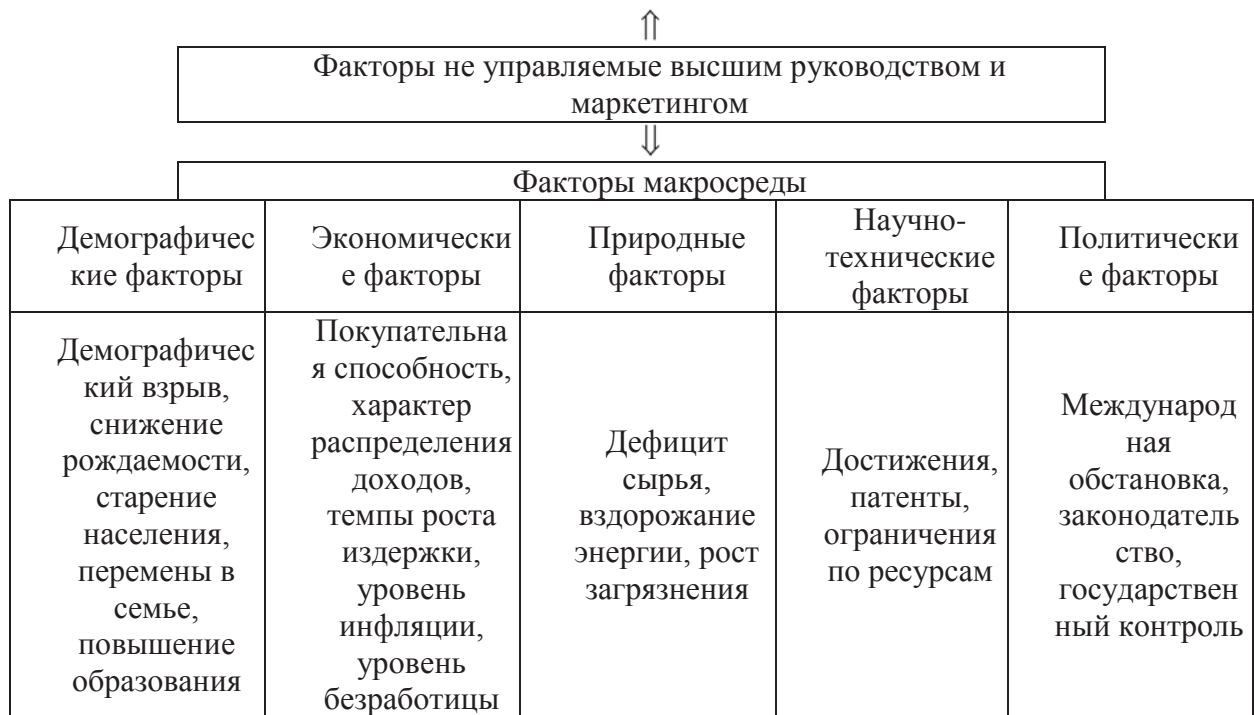 ⇑
Факторы не управляемые высшим руководством и
маркетингом
⇓
Факторы макросреды
Демографичес
кие факторы
Экономически
е факторы
Природные
факторы
Научно-
технические
факторы
Политически
е факторы
Демографичес
кий взрыв,
снижение
рождаемости,
старение
населения,
перемены в
семье,
повышение
образования
Покупательна
я способность,
характер
распределения
доходов,
темпы роста
издержки,
уровень
инфляции,
уровень
безработицы
Дефицит
сырья,
вздорожание
энергии, рост
загрязнения
Достижения,
патенты,
ограничения
по ресурсам
Международ
ная
обстановка,
законодатель
ство,
государствен
ный контроль